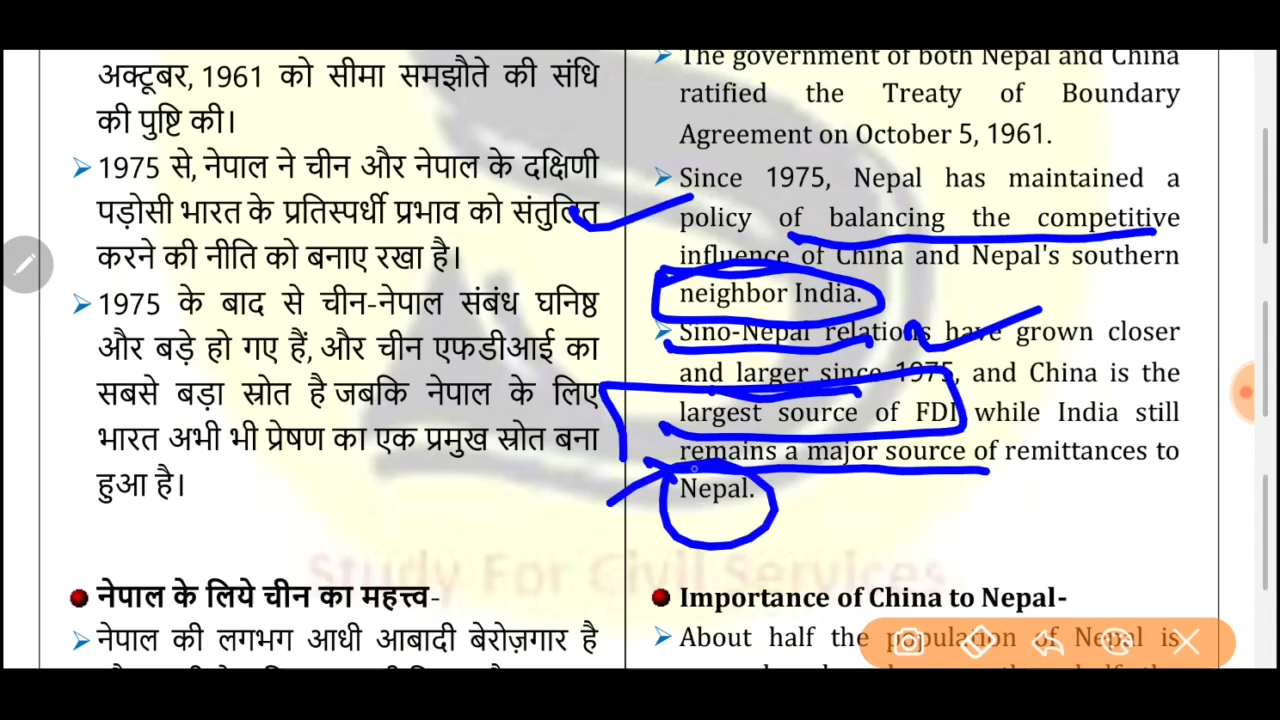 अक्टूबर, 1961 को सीमा समझौते की संधि
की पुष्टि की।
1975 से, नेपाल ने चीन और नेपाल के दक्षिणी
पड़ोसी भारत के प्रतिस्पर्धी प्रभाव को संतुलित
करने की नीति को बनाए रखा है।
1975 के बाद से चीन-नेपाल संबंध घनिष्ठ
और बड़े हो गए हैं, और चीन एफडीआई का
सबसे बड़ा स्रोत है जबकि नेपाल के लिए
भारत अभी भी प्रेषण का एक प्रमुख स्रोत बना
हुआ है।
नेपाल के लिये चीन का महत्त्व-
नेपाल की लगभग आधी आबादी बेरोज़गार है
The government of both Nepal and China
ratified the Treaty of Boundary
Agreement on October 5, 1961.
Since 1975, Nepal has maintained a
policy of balancing the competitive
influence of China and Nepal's southern
neighbor India.
Sino-Nepal relations have grown closer
and larger since 1975, and China is the
largest source of FDI while India still
remains a major source of remittances to
Nepal.
Importance of China to Nepal-
About half the population of Nepal is
Study For Civil Services